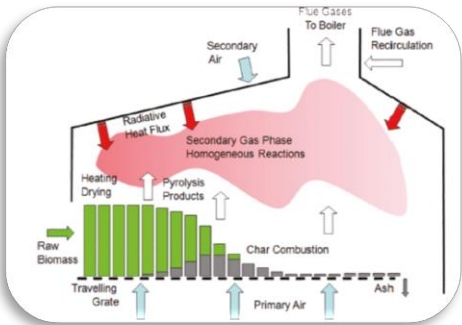 Flue Gases
To Boiler
Flue Gas
Recirculation
Secondary
Air
Radiative
Heat Flux
Secondary Gas Phase
Homogeneous Reactions
Heating
Drying
Pyrolysis
Products
Raw
Biomass
Char Combustion
Travelling
Grate
Primary Air
Ash